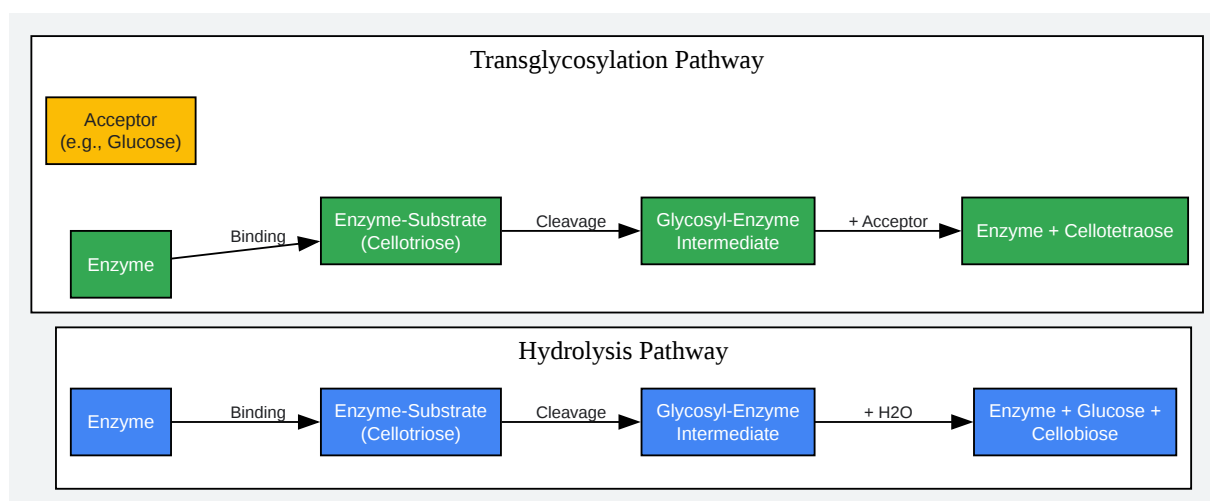 Transglycosylation Pathway
Acceptor
(e.g., Glucose)
Enzyme
Binding
Enzyme-Substrate
(Cellotriose)
Cleavage
Glycosyl-Enzyme
Intermediate
+ Acceptor
Enzyme + Cellotetraose
Hydrolysis Pathway
Enzyme
Binding
Enzyme-Substrate
(Cellotriose)
Cleavage
Glycosyl-Enzyme
Intermediate
+ H2O
Enzyme + Glucose +
Cellobiose